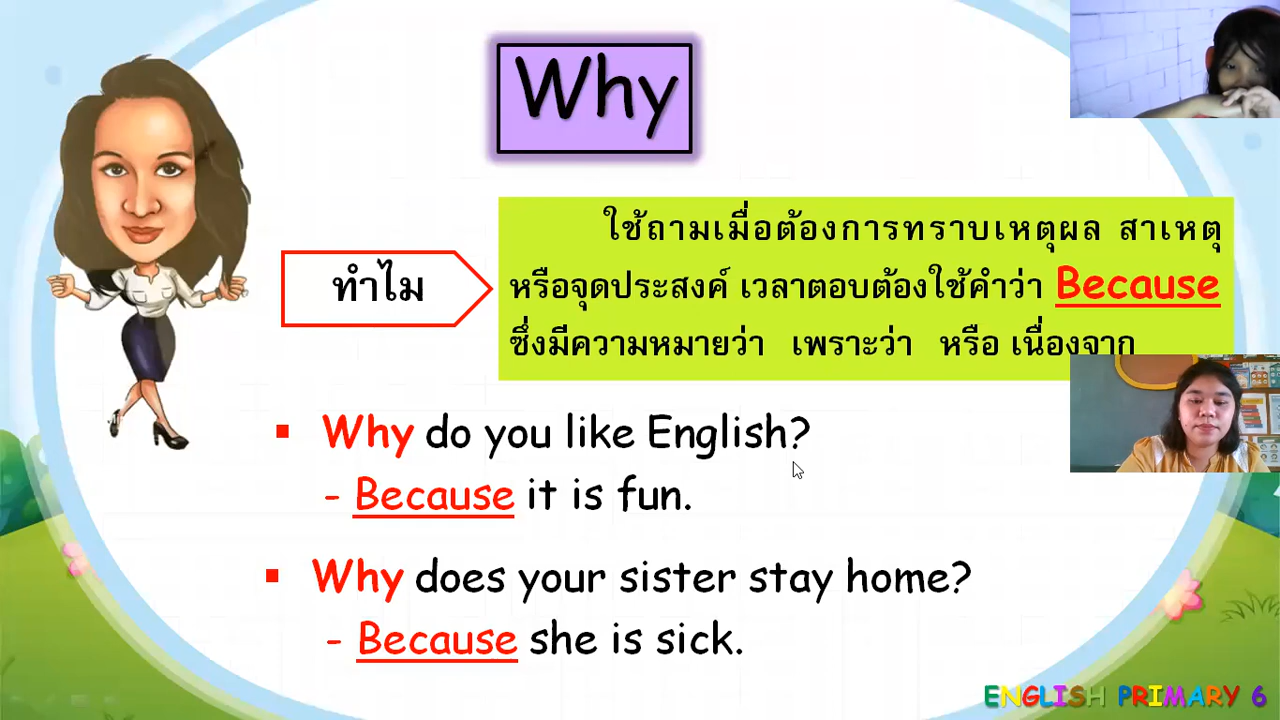 Why
ทำไม
ใช้ถามเมื่อต้องการทราบเหตุผล สาเหตุ
หรือจุดประสงค์ เวลาตอบต้องใช้คำว่า Because
ซึ่งมีความหมายว่า เพราะว่า หรือ เนื่องจาก
▪ Why do you like English?
- Because it is fun.
▪ Why does your sister stay home?
- Because she is sick.
ENGLISH PRIMARY 6